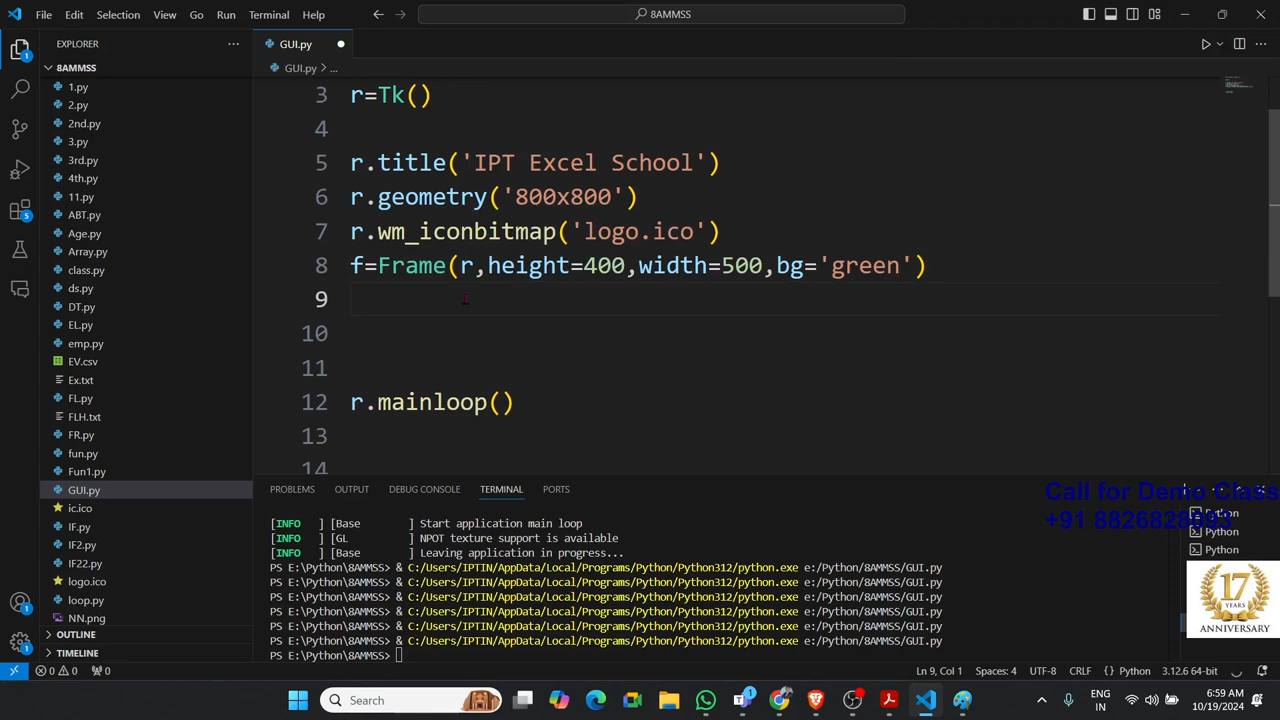 File Edit Selection View Go Run Terminal Help
8AMMSS
EXPLORER
GUI.py
8AMMSS
GUI.py > ...
1.py
2.py
2nd.py
3.py
3rd.py
4th.py
11.py
ABT.py
Age.py
Array.py
class.py
ds.py
DT.py
EL.py
emp.py
EV.csv
Ex.txt
FL.py
FLH.txt
FR.py
fun.py
Fun1.py
GUI.py
ic.ico
IF.py
IF2.py
IF22.py
logo.ico
loop.py
NN.png
OUTLINE
TIMELINE
1
5
1
1
3 r=Tk()
4
5 r.title('IPT Excel School')
6 r.geometry('800x800')
7 r.wm_iconbitmap('logo.ico')
8 f=Frame(r,height=400,width=500,bg='green')
9
10
11
12 r.mainloop()
13
14
PROBLEMS OUTPUT DEBUG CONSOLE TERMINAL PORTS
[INFO ] [Base ] Start application main loop
[INFO ] [GL ] NPOT texture support is available
[INFO ] [Base ] Leaving application in progress...
PS E:\Python\8AMMSS> & C:/Users/IPTIN/AppData/Local/Programs/Python/Python312/python.exe e:/Python/8AMMSS/GUI.py
PS E:\Python\8AMMSS> & C:/Users/IPTIN/AppData/Local/Programs/Python/Python312/python.exe e:/Python/8AMMSS/GUI.py
PS E:\Python\8AMMSS> & C:/Users/IPTIN/AppData/Local/Programs/Python/Python312/python.exe e:/Python/8AMMSS/GUI.py
PS E:\Python\8AMMSS> & C:/Users/IPTIN/AppData/Local/Programs/Python/Python312/python.exe e:/Python/8AMMSS/GUI.py
PS E:\Python\8AMMSS> & C:/Users/IPTIN/AppData/Local/Programs/Python/Python312/python.exe e:/Python/8AMMSS/GUI.py
PS E:\Python\8AMMSS> & C:/Users/IPTIN/AppData/Local/Programs/Python/Python312/python.exe e:/Python/8AMMSS/GUI.py
PS E:\Python\8AMMSS>
Call for Demo Class
+91 8826828093
Python
Python
Python
17
YEARS
ANNIVERSARY
0 0 0
Ln 9, Col 1 Spaces: 4 UTF-8 CRLF {} Python 3.12.6 64-bit
Search
1
ENG
IN
6:59 AM
10/19/2024